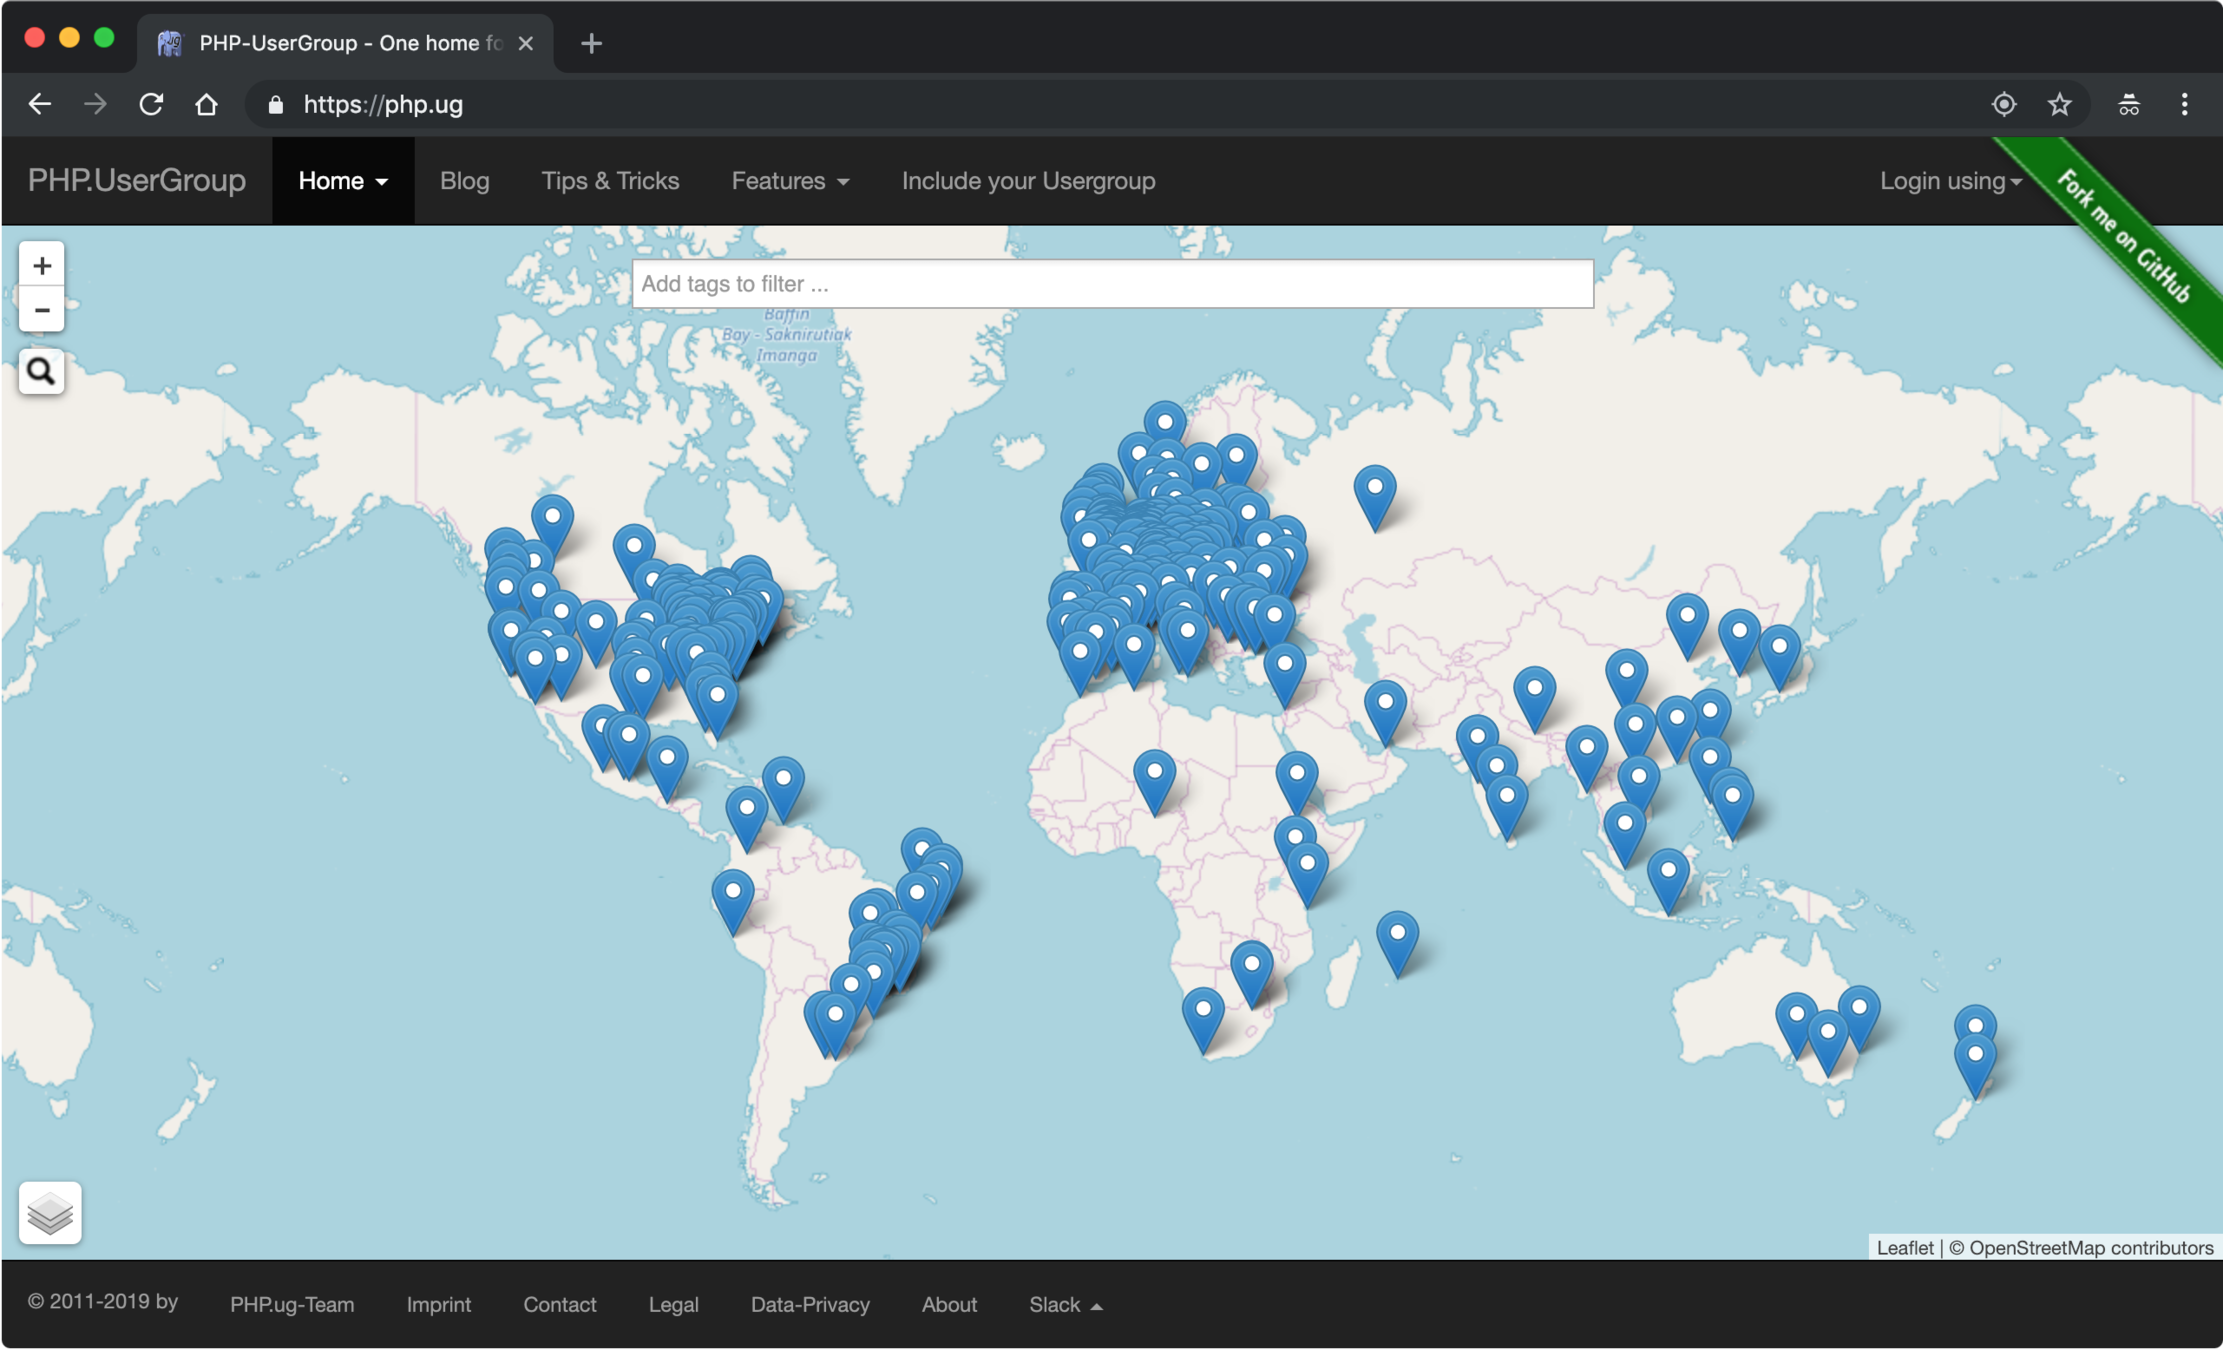 PHP-UserGroup - One home fo
https://php.ug
PHP.UserGroup
Home
Blog
Tips & Tricks
Features
Include your Usergroup
Login using
Fork me on GitHub
+
Add tags to filter ...
−
Baffin
Bay - Saknirutiak
Imanga
Leaflet | © OpenStreetMap contributors
© 2011-2019 by
PHP.ug-Team
Imprint
Contact
Legal
Data-Privacy
About
Slack